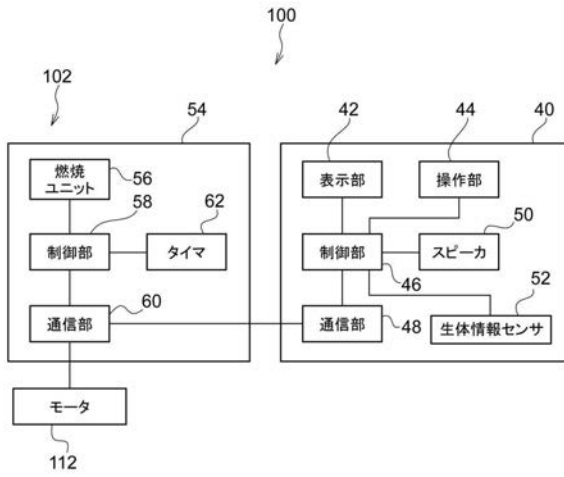 100
102
54
42
44
40
燃焼
ユニット
56
表示部
操作部
58
62
50
制御部
タイマ
制御部
スピーカ
46
60
52
通信部
通信部
48
生体情報センサ
モータ
112